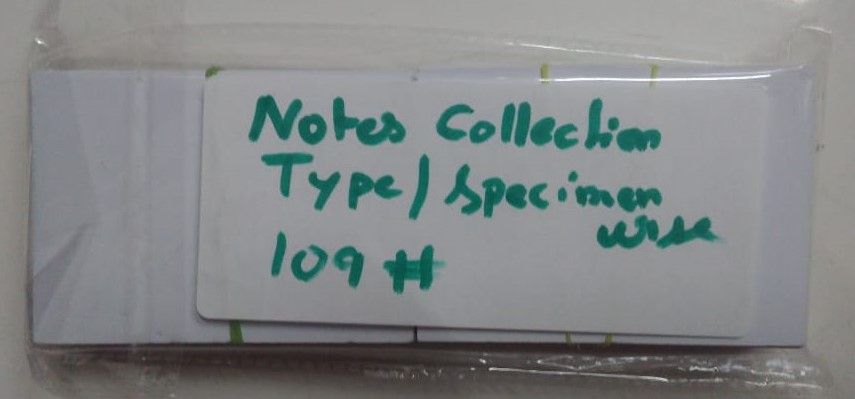 Notes Collection
Type/Specimen
wise
109 #